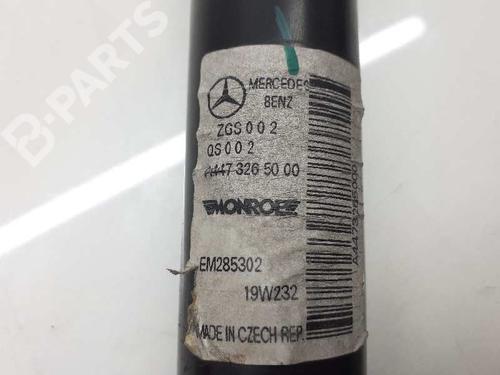 MERCEDES
BENZ
ZGS 0 0 2
QS 0 0 2
A447 326 50 00
MONROE
EM285302
19W232
MADE IN CZECH REP.
A4473265000
B-PARTS